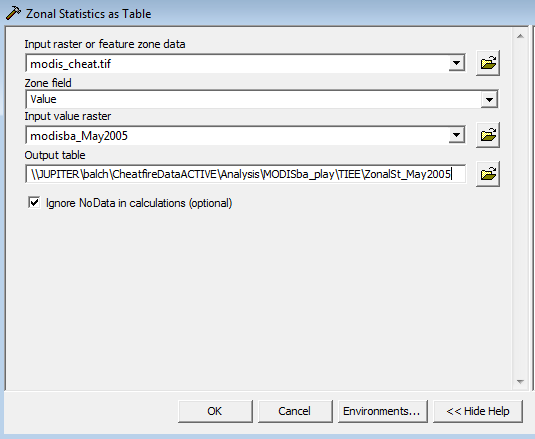 Zonal Statistics as Table
Input raster or feature zone data
modis_cheat.tif
Zone field
Value
Input value raster
modisba_May2005
Output table
\\JUPITER\balch\CheatfireDataACTIVE\Analysis\MODISba_play\TIEE\ZonalSt_May2005
Ignore NoData in calculations (optional)
OK
Cancel
Environments...
<< Hide Help